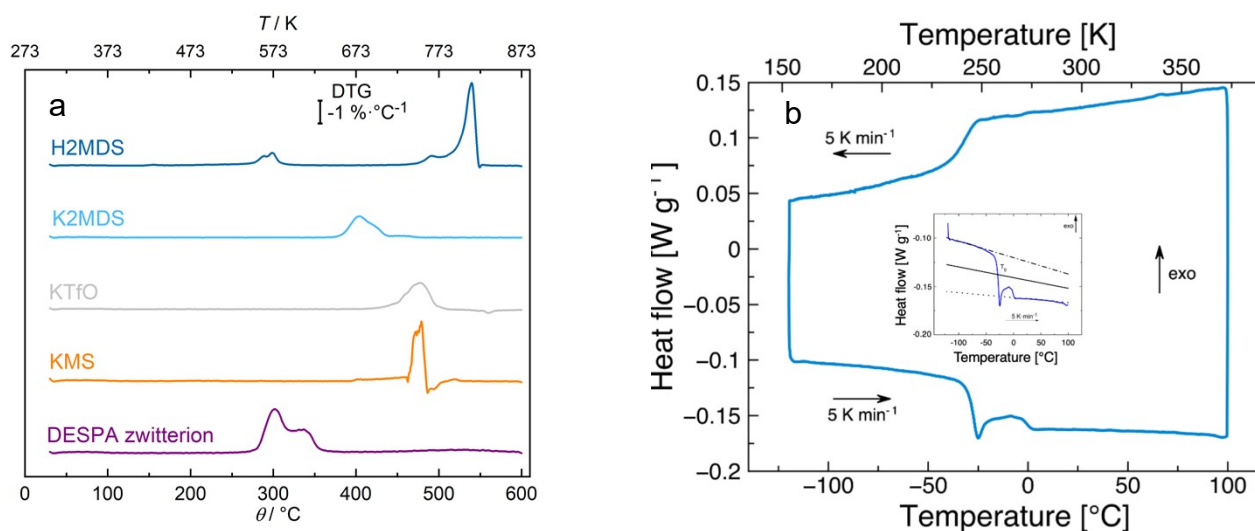 T / K
273 373 473 573 673 773 873
a
DTG
-1 %·°C⁻¹
H2MDS
K2MDS
KTfO
KMS
DESPA zwitterion
0 100 200 300 400 500 600
θ / °C
Temperature [K]
150 200 250 300 350
b
Heat flow [W g⁻¹]
0.15
0.10
0.05
0
−0.05
−0.1
−0.15
−0.2
5 K min⁻¹
exo
5 K min⁻¹
−100 −50 0 50 100
Temperature [°C]
Heat flow [W g⁻¹]
-0.10
-0.15
-0.20
exo
5 K min⁻¹
-100 -50 0 50 100
Temperature [°C]